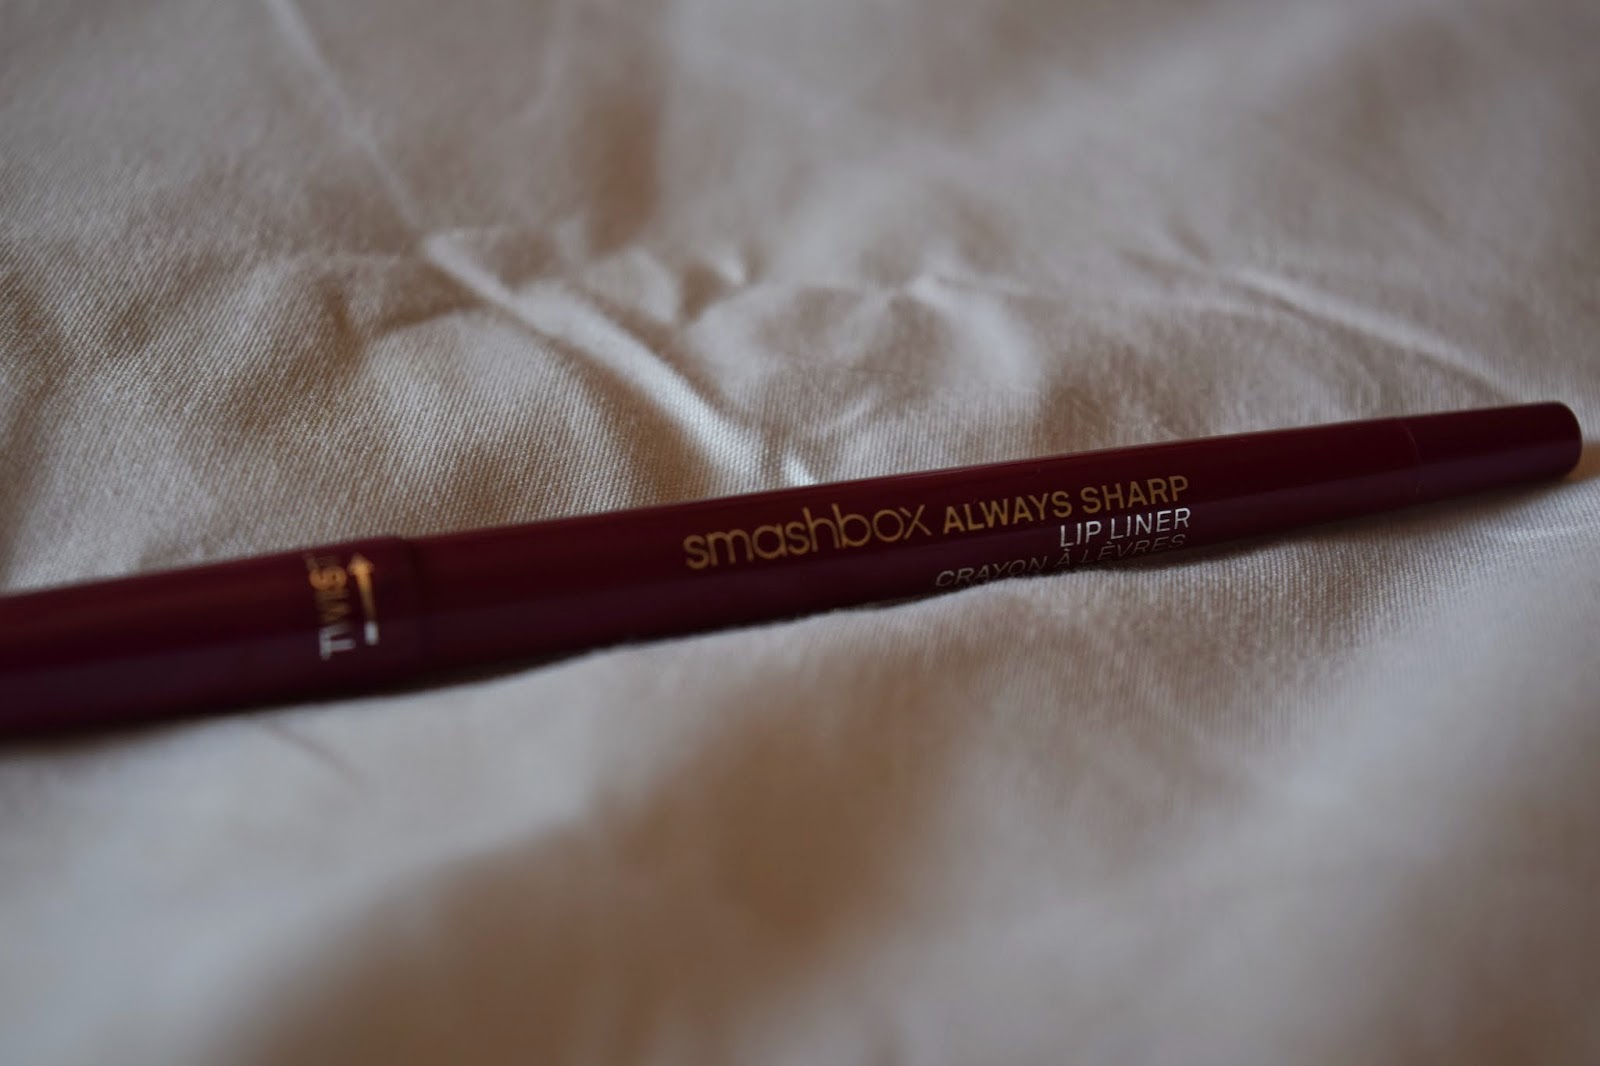 TWIST
smashbox ALWAYS SHARP
LIP LINER
CRAYON À LÈVRES